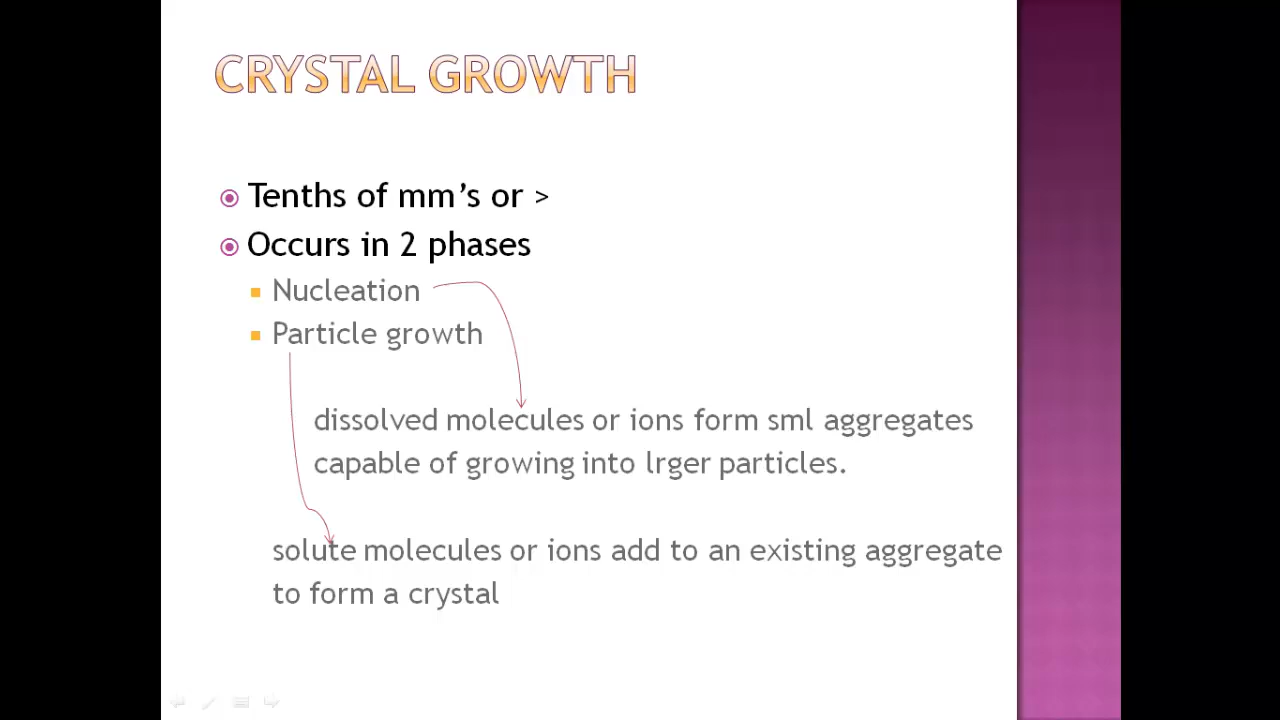 CRYSTAL GROWTH
Tenths of mm’s or >
Occurs in 2 phases
Nucleation
Particle growth
dissolved molecules or ions form sml aggregates
capable of growing into lrger particles.
solute molecules or ions add to an existing aggregate
to form a crystal